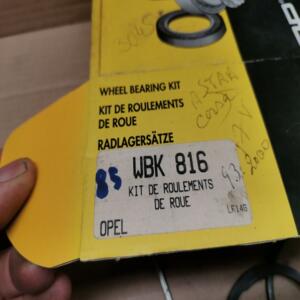 WHEEL BEARING KIT
KIT DE ROULEMENTS
DE ROUE
RADLAGERSÄTZE
ASTRA
Corsa
85
WBK 816
KIT DE ROULEMENTS
DE ROUE
OPEL
LF146